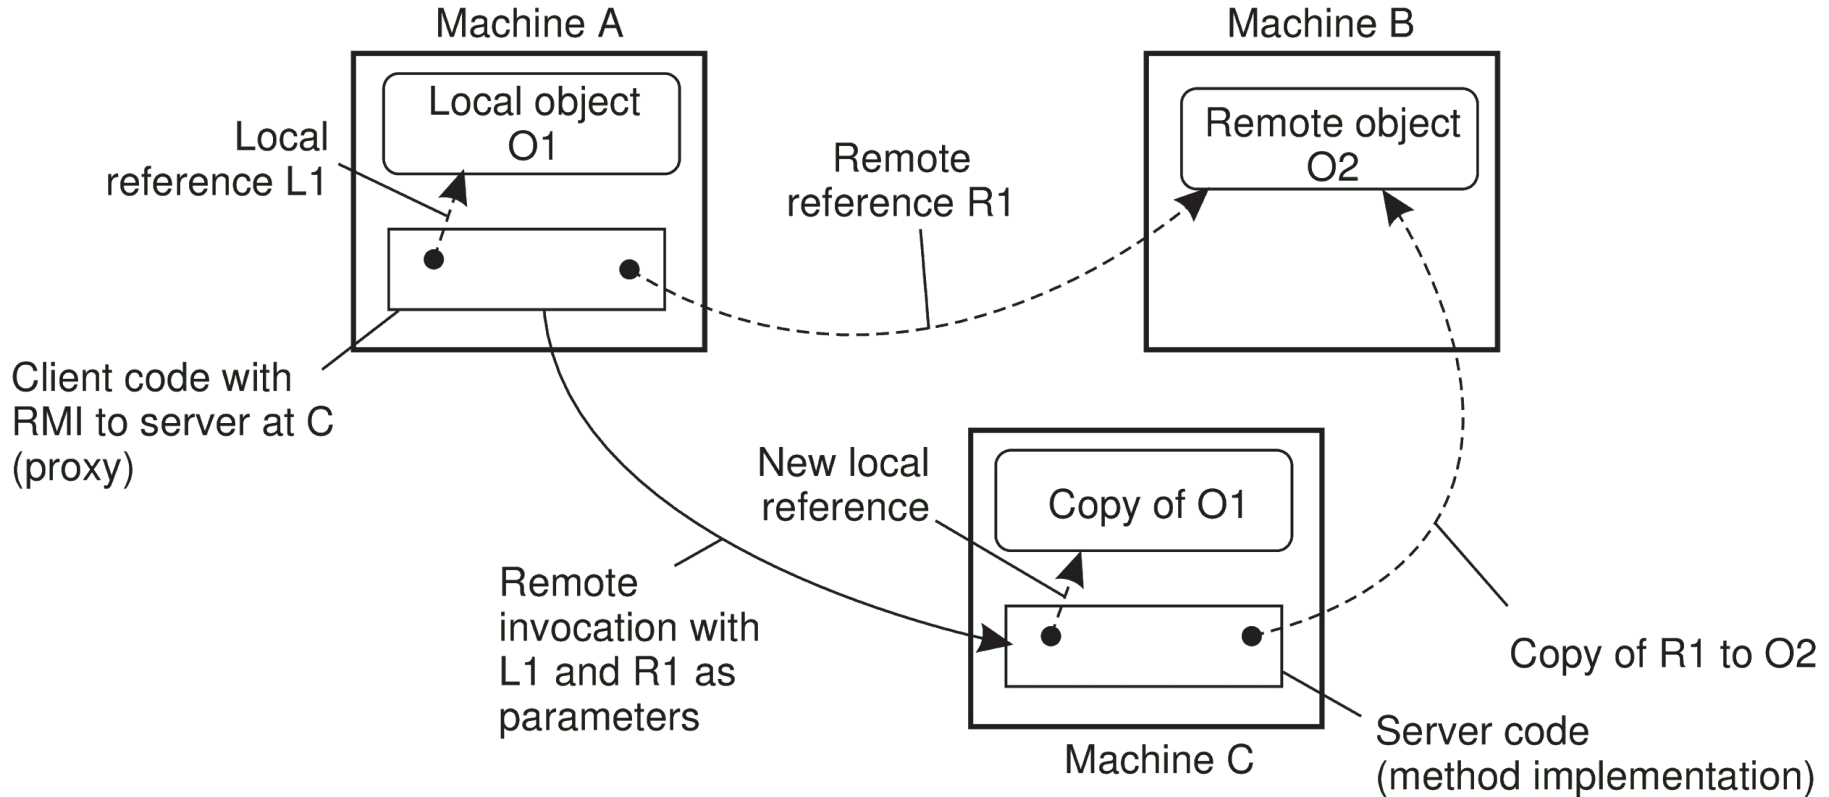 Machine A
Machine B
Local object
O1
Remote object
O2
Local
reference L1
Remote
reference R1
Client code with
RMI to server at C
(proxy)
New local
reference
Copy of O1
Remote
invocation with
L1 and R1 as
parameters
Copy of R1 to O2
Server code
(method implementation)
Machine C